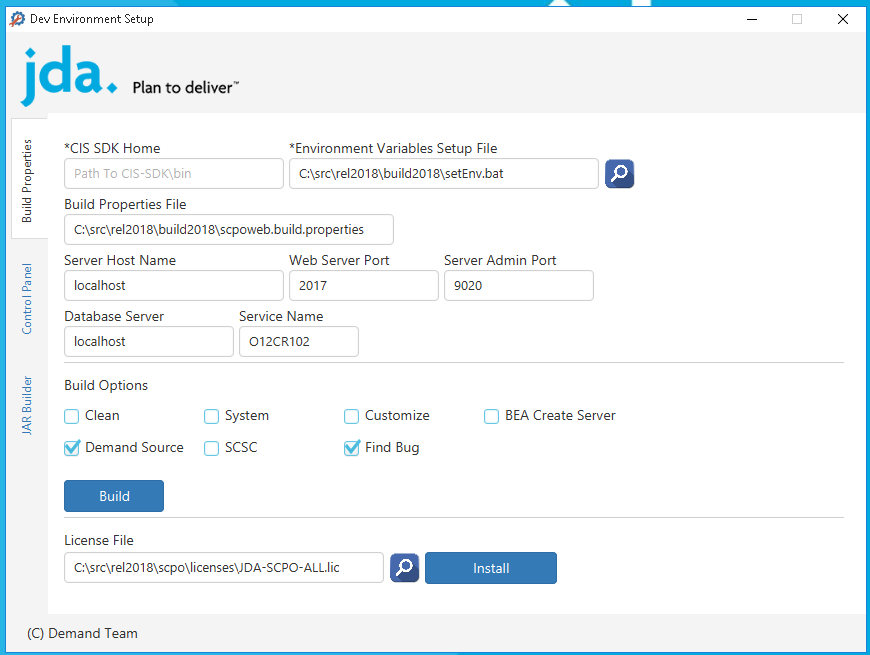 Dev Environment Setup
jda.
Plan to deliver™
Build Properties
Control Panel
JAR Builder
*CIS SDK Home *Environment Variables Setup File
Path To CIS-SDK\bin C:\src\rel2018\build2018\setEnv.bat
Build Properties File
C:\src\rel2018\build2018\scpoweb.build.properties
Server Host Name Web Server Port Server Admin Port
localhost 2017 9020
Database Server Service Name
localhost O12CR102
Build Options
Clean System Customize BEA Create Server
Demand Source SCSC Find Bug
Build
License File
C:\src\rel2018\scpo\licenses\JDA-SCPO-ALL.lic Install
(C) Demand Team